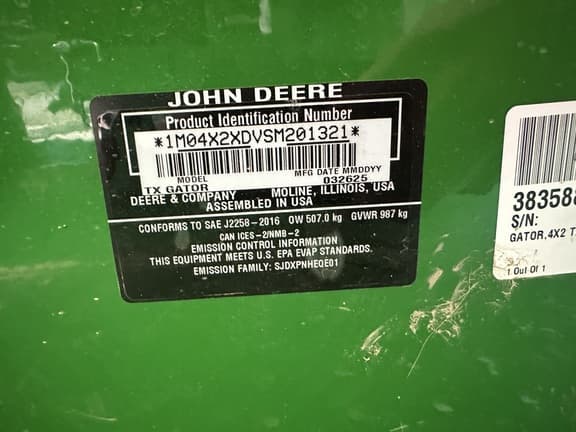 JOHN DEERE
Product Identification Number
*1M04X2XDVSM201321*
MODEL
MFG DATE MMDDYY
TX GATOR
032625
DEERE & COMPANY MOLINE, ILLINOIS, USA
ASSEMBLED IN USA
CONFORMS TO SAE J2258-2016 OW 507.0 kg GVWR 987 kg
CAN ICES-2/NMB-2
EMISSION CONTROL INFORMATION
THIS EQUIPMENT MEETS U.S. EPA EVAP STANDARDS.
EMISSION FAMILY: SJDXPNHEQE01
38358
S/N:
GATOR,4X2 T
1 Out Of 1